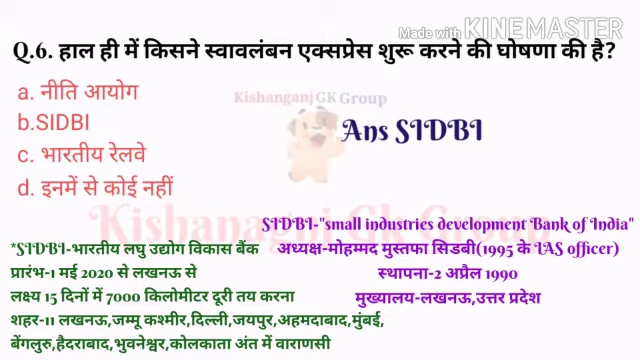 Made with KINEMASTER
Q.6. हाल ही में किसने स्वावलंबन एक्सप्रेस शुरू करने की घोषणा की है?
a. नीति आयोग
b.SIDBI
c. भारतीय रेलवे
d. इनमें से कोई नहीं
Kishanganj GK Group
Ans SIDBI
Kishanganj Gk Group
SIDBI-"small industries development Bank of India"
अध्यक्ष-मोहम्मद मुस्तफा सिडबी(1995 के IAS officer)
स्थापना-2 अप्रैल 1990
मुख्यालय-लखनऊ,उत्तर प्रदेश
*SIDBI-भारतीय लघु उद्योग विकास बैंक
प्रारंभ-1 मई 2020 से लखनऊ से
लक्ष्य 15 दिनों में 7000 किलोमीटर दूरी तय करना
शहर-11 लखनऊ,जम्मू कश्मीर,दिल्ली,जयपुर,अहमदाबाद,मुंबई,
बेंगलुरु,हैदराबाद,भुवनेश्वर,कोलकाता अंत में वाराणसी